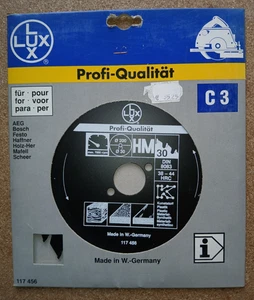 LUX
Profi-Qualität
C 3
für · pour
for · voor
para · per
AEG
Bosch
Festo
Haffner
Holz-Her
Mafell
Scheer
LUX
Profi-Qualität
HM
30
DIN
8083
38 - 44
HRC
Made in W.-Germany
117 456
i
Made in W.-Germany
117 456